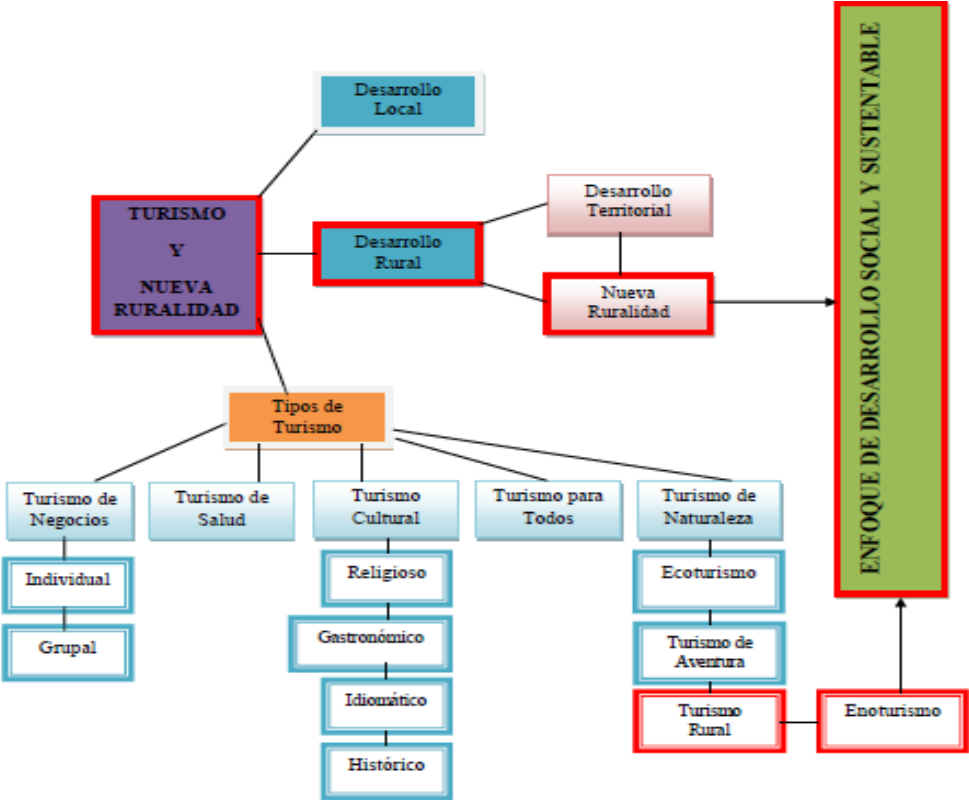 Desarrollo
Local
TURISMO
Y
NUEVA
RURALIDAD
Desarrollo
Rural
Desarrollo
Territorial
Nueva
Ruralidad
ENFOQUE DE DESARROLLO SOCIAL Y SUSTENTABLE
Tipos de
Turismo
Turismo de
Negocios
Turismo de
Salud
Turismo
Cultural
Turismo para
Todos
Turismo de
Naturaleza
Individual
Grupal
Religioso
Gastronómico
Idiomático
Histórico
Ecoturismo
Turismo de
Aventura
Turismo
Rural
Enoturismo